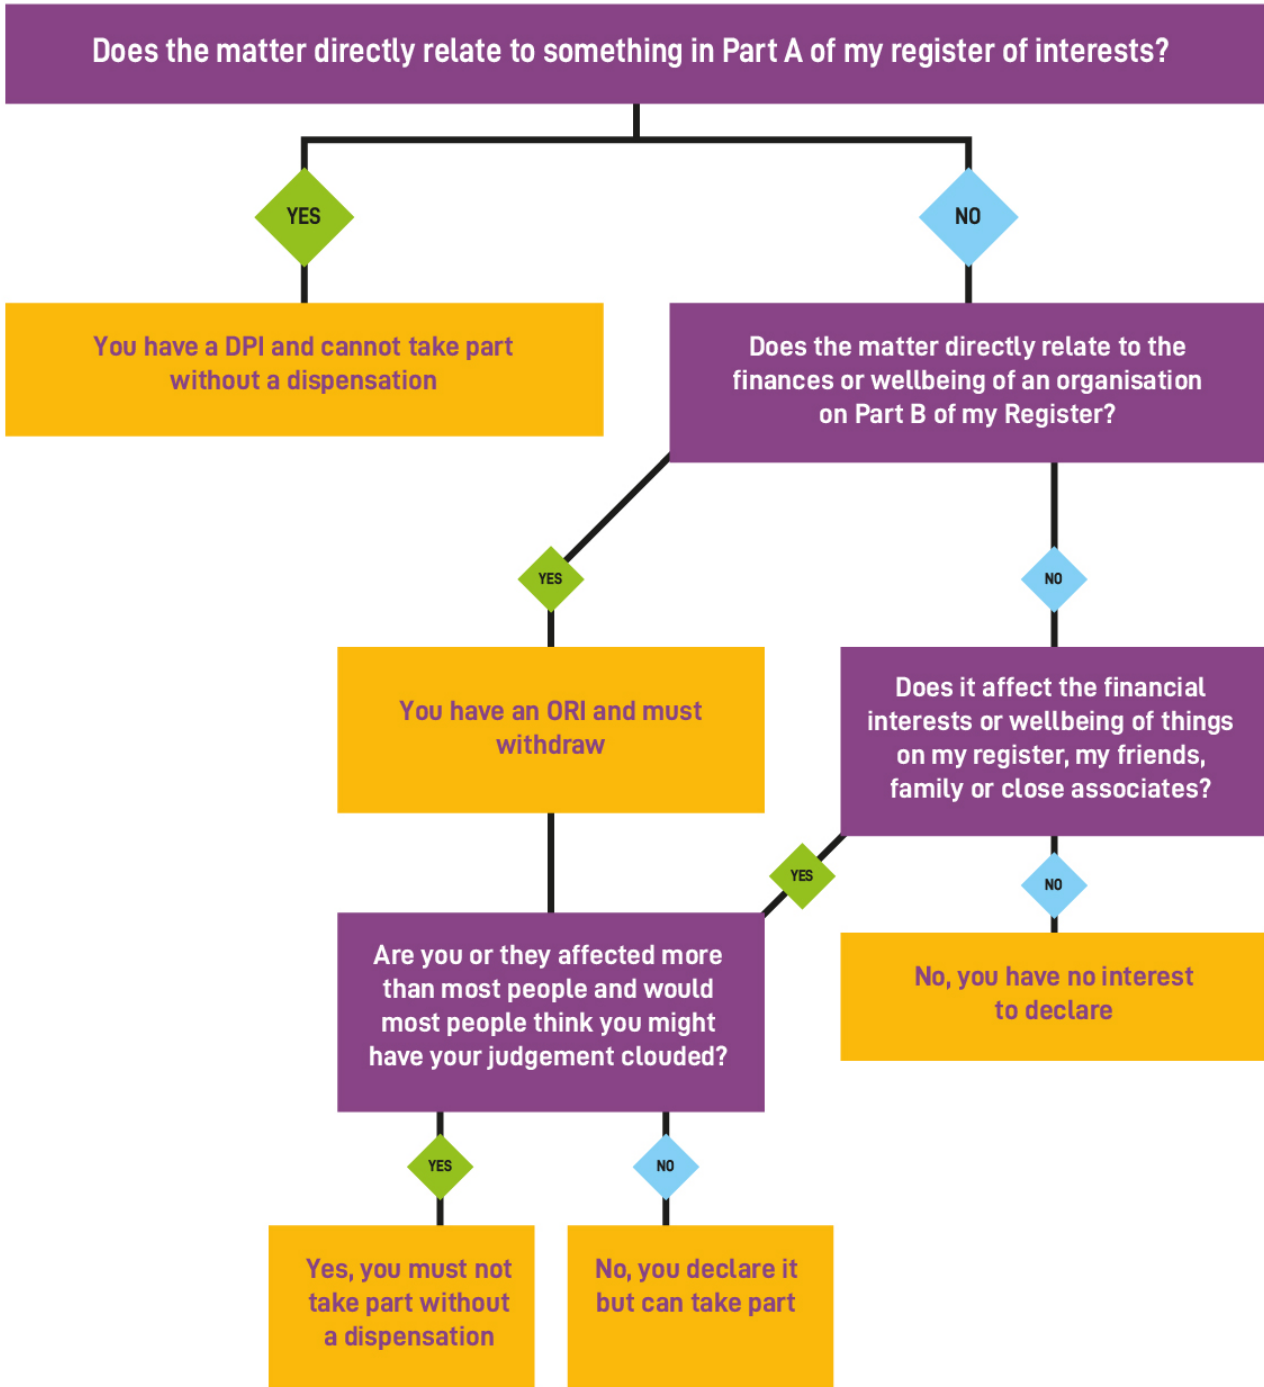 Does the matter directly relate to something in Part A of my register of interests?
YES
NO
You have a DPI and cannot take part
without a dispensation
Does the matter directly relate to the
finances or wellbeing of an organisation
on Part B of my Register?
YES
NO
You have an ORI and must
withdraw
Does it affect the financial
interests or wellbeing of things
on my register, my friends,
family or close associates?
YES
NO
Are you or they affected more
than most people and would
most people think you might
have your judgement clouded?
No, you have no interest
to declare
YES
NO
Yes, you must not
take part without
a dispensation
No, you declare it
but can take part